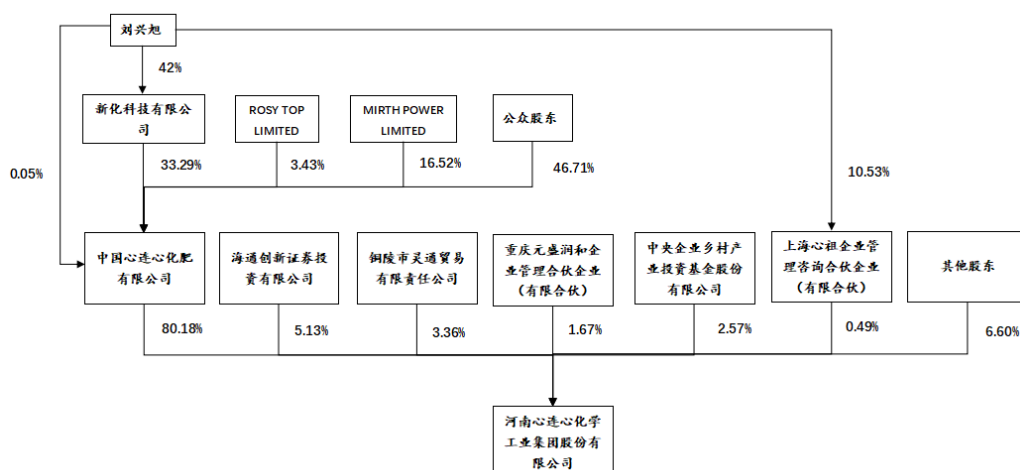 刘兴旭
42%
新化科技有限公
司
ROSY TOP
LIMITED
MIRTH POWER
LIMITED
公众股东
0.05%
33.29%
3.43%
16.52%
46.71%
10.53%
中国心连心化肥
有限公司
海通创新证券投
资有限公司
铜陵市灵通贸易
有限责任公司
重庆元盛润和企
业管理合伙企业
（有限合伙）
中央企业乡村产
业投资基金股份
有限公司
上海心祖企业管
理咨询合伙企业
（有限合伙）
其他股东
80.18%
5.13%
3.36%
1.67%
2.57%
0.49%
6.60%
河南心连心化学
工业集团股份有
限公司